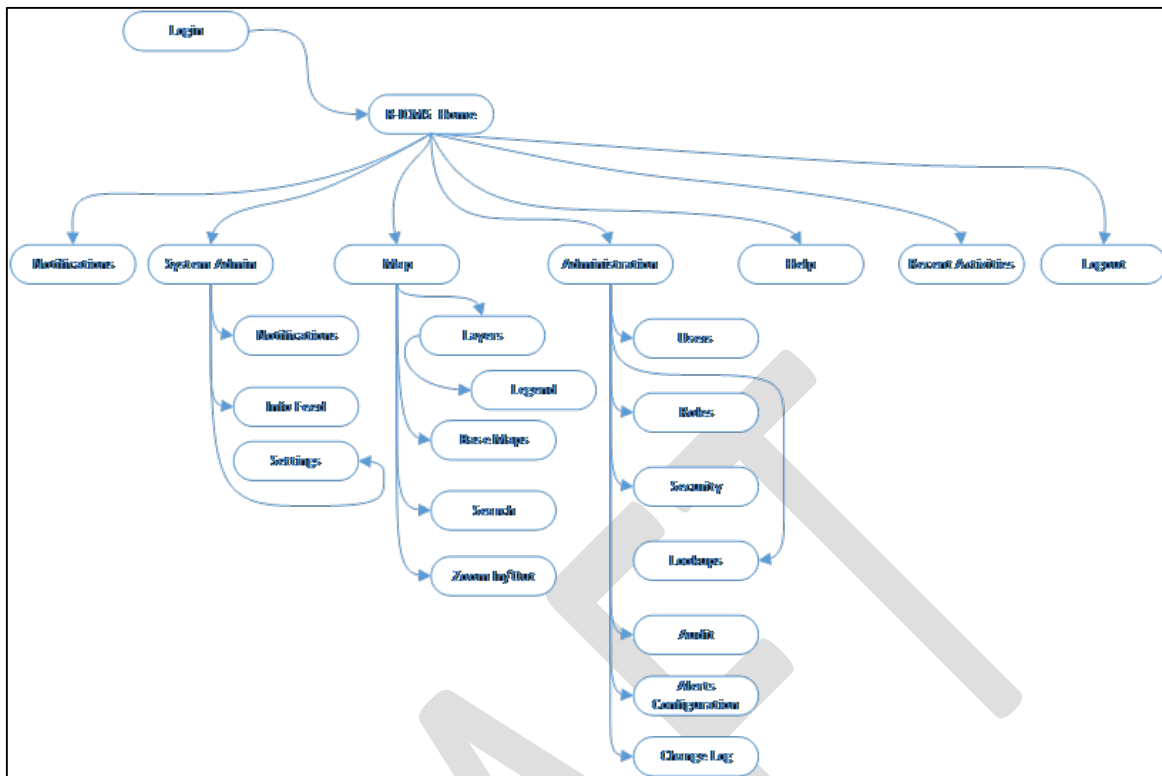 Login
R-ICMS Home
Notifications
System Admin
Map
Administration
Help
Recent Activities
Logout
Notifications
Info Feed
Settings
Layers
Legend
Base Maps
Search
Zoom In/Out
Users
Roles
Security
Lookups
Audit
Alerts
Configuration
Change Log